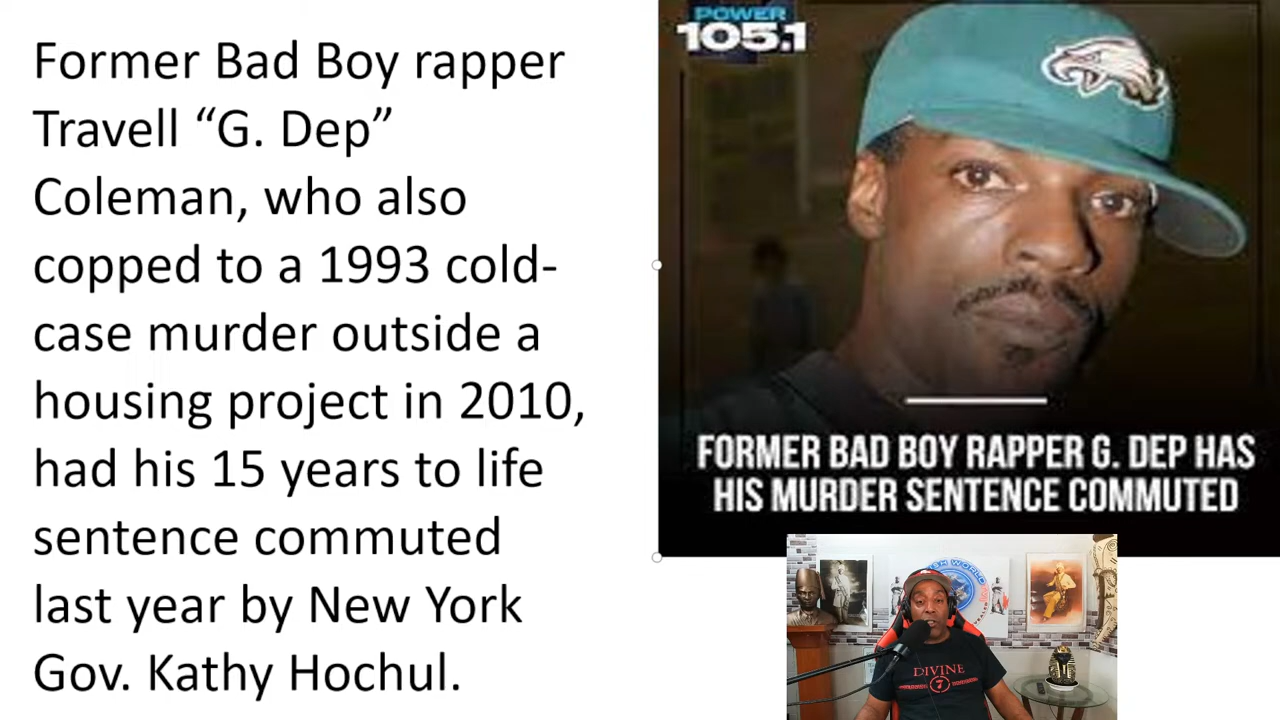 Former Bad Boy rapper
Travell “G. Dep”
Coleman, who also
copped to a 1993 cold-
case murder outside a
housing project in 2010,
had his 15 years to life
sentence commuted
last year by New York
Gov. Kathy Hochul.
POWER
105.1
FORMER BAD BOY RAPPER G. DEP HAS
HIS MURDER SENTENCE COMMUTED
DIVINE
7